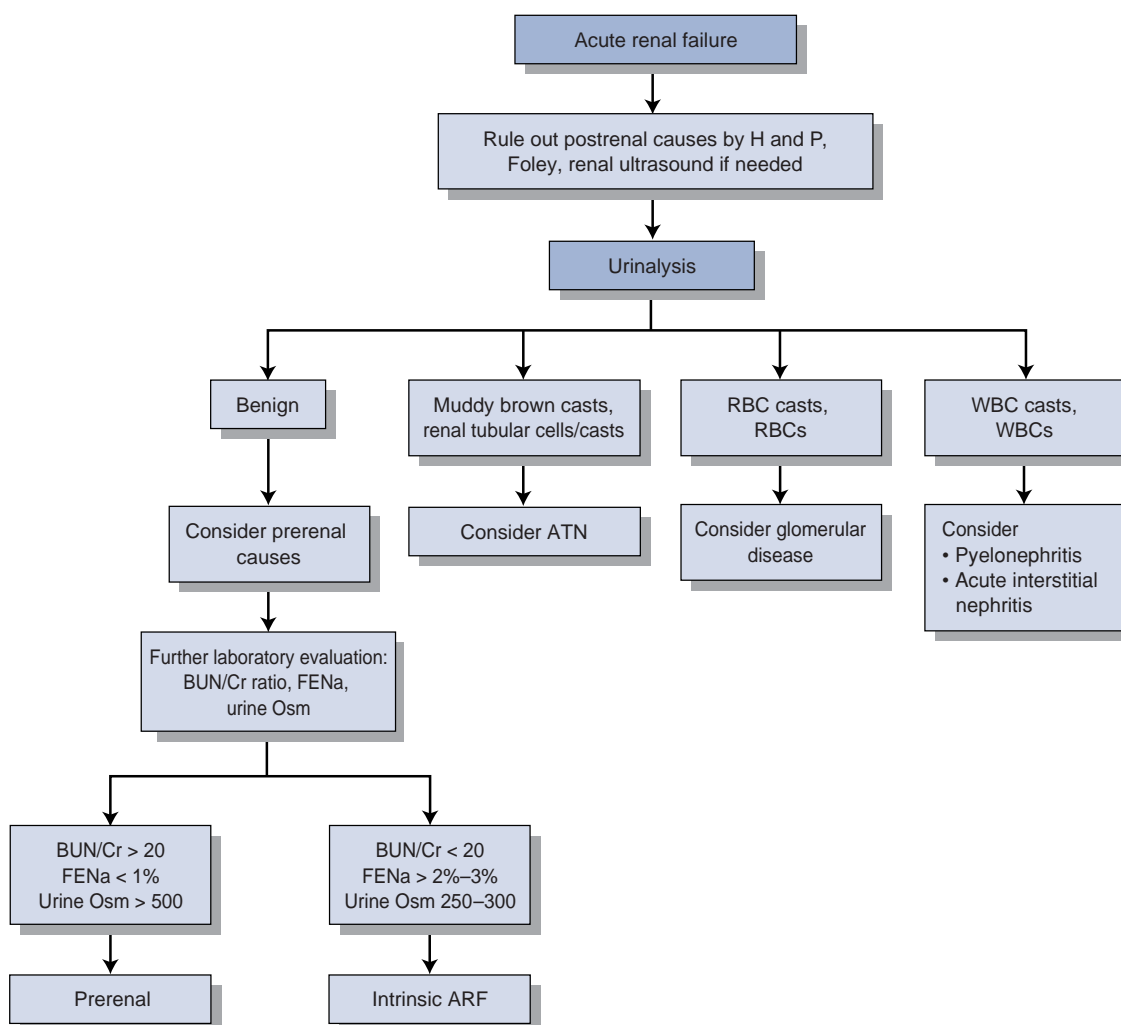 Acute renal failure
Rule out postrenal causes by H and P,
Foley, renal ultrasound if needed
Urinalysis
Benign
Muddy brown casts,
renal tubular cells/casts
RBC casts,
RBCs
WBC casts,
WBCs
Consider prerenal
causes
Consider ATN
Consider glomerular
disease
Consider
• Pyelonephritis
• Acute interstitial
nephritis
Further laboratory evaluation:
BUN/Cr ratio, FENa,
urine Osm
BUN/Cr > 20
FENa < 1%
Urine Osm > 500
BUN/Cr < 20
FENa > 2%–3%
Urine Osm 250–300
Prerenal
Intrinsic ARF